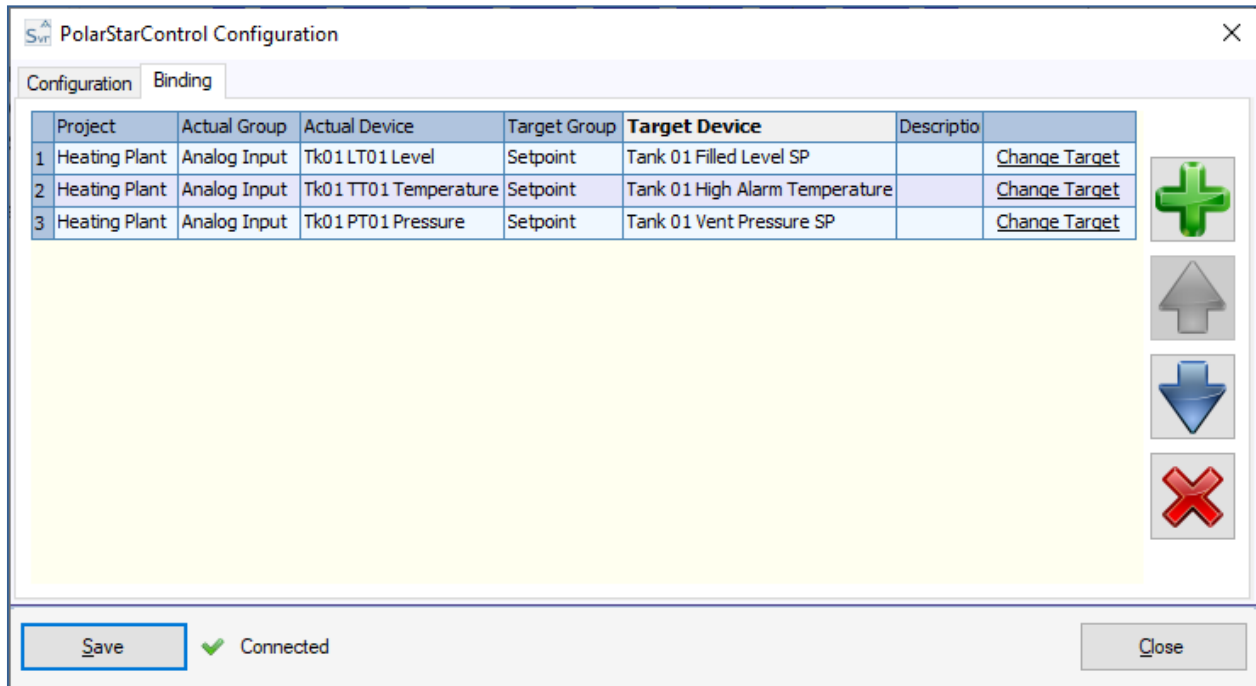 Svr PolarStarControl Configuration
Configuration Binding
Project Actual Group Actual Device Target Group Target Device Descriptio
1 Heating Plant Analog Input Tk01 LT01 Level Setpoint Tank 01 Filled Level SP Change Target
2 Heating Plant Analog Input Tk01 TT01 Temperature Setpoint Tank 01 High Alarm Temperature Change Target
3 Heating Plant Analog Input Tk01 PT01 Pressure Setpoint Tank 01 Vent Pressure SP Change Target
Save Connected Close